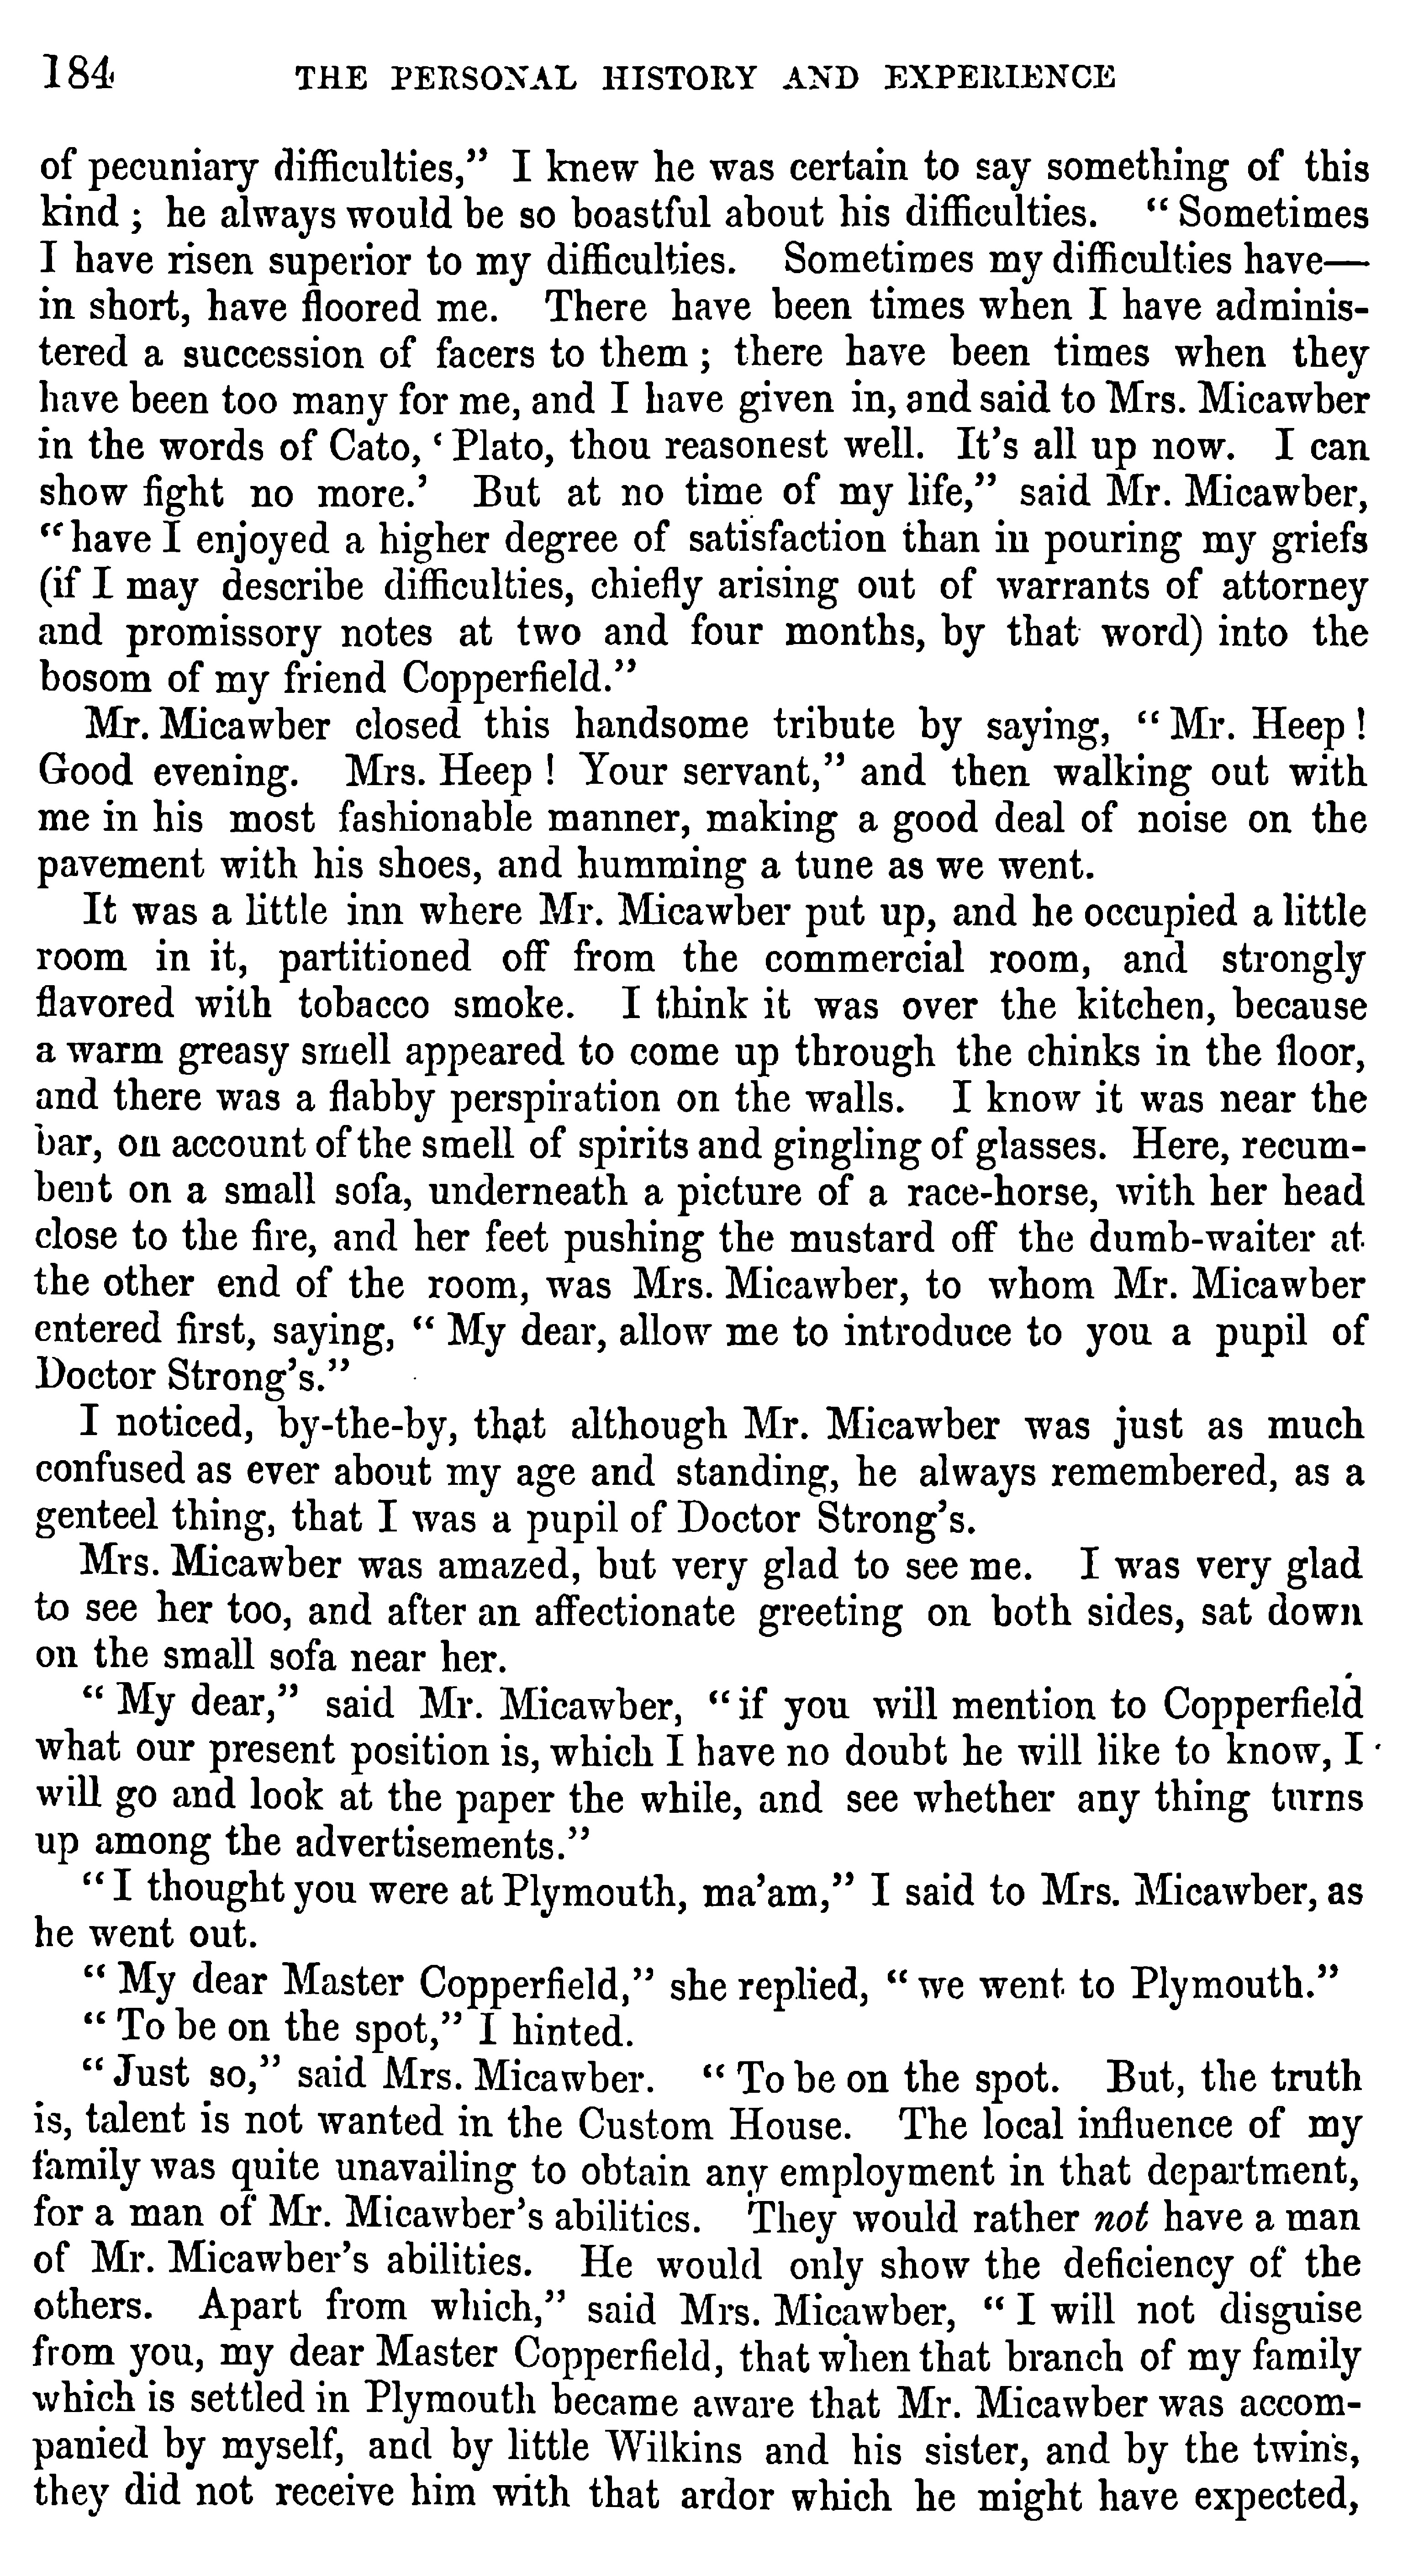 184 THE PERSONAL HISTORY AND EXPERIENCE
of pecuniary difficulties,” I knew he was certain to say something of this
kind ; he always would be so boastful about his difficulties. “ Sometimes
I have risen superior to my difficulties. Sometimes my difficulties have—
in short, have floored me. There have been times when I have adminis-
tered a succession of facers to them ; there have been times when they
have been too many for me, and I have given in, and said to Mrs. Micawber
in the words of Cato, ‘ Plato, thou reasonest well. It’s all up now. I can
show fight no more.’ But at no time of my life,” said Mr. Micawber,
“ have I enjoyed a higher degree of satisfaction than in pouring my griefs
(if I may describe difficulties, chiefly arising out of warrants of attorney
and promissory notes at two and four months, by that word) into the
bosom of my friend Copperfield.”
Mr. Micawber closed this handsome tribute by saying, “ Mr. Heep !
Good evening. Mrs. Heep ! Your servant,” and then walking out with
me in his most fashionable manner, making a good deal of noise on the
pavement with his shoes, and humming a tune as we went.
It was a little inn where Mr. Micawber put up, and he occupied a little
room in it, partitioned off from the commercial room, and strongly
flavored with tobacco smoke. I think it was over the kitchen, because
a warm greasy smell appeared to come up through the chinks in the floor,
and there was a flabby perspiration on the walls. I know it was near the
bar, on account of the smell of spirits and gingling of glasses. Here, recum-
bent on a small sofa, underneath a picture of a race-horse, with her head
close to the fire, and her feet pushing the mustard off the dumb-waiter at
the other end of the room, was Mrs. Micawber, to whom Mr. Micawber
entered first, saying, “ My dear, allow me to introduce to you a pupil of
Doctor Strong’s.”
I noticed, by-the-by, that although Mr. Micawber was just as much
confused as ever about my age and standing, he always remembered, as a
genteel thing, that I was a pupil of Doctor Strong’s.
Mrs. Micawber was amazed, but very glad to see me. I was very glad
to see her too, and after an affectionate greeting on both sides, sat down
on the small sofa near her.
“ My dear,” said Mr. Micawber, “ if you will mention to Copperfield
what our present position is, which I have no doubt he will like to know, I
will go and look at the paper the while, and see whether any thing turns
up among the advertisements.”
“ I thought you were at Plymouth, ma’am,” I said to Mrs. Micawber, as
he went out.
“ My dear Master Copperfield,” she replied, “ we went to Plymouth.”
“ To be on the spot,” I hinted.
“ Just so,” said Mrs. Micawber. “ To be on the spot. But, the truth
is, talent is not wanted in the Custom House. The local influence of my
family was quite unavailing to obtain any employment in that department,
for a man of Mr. Micawber’s abilities. They would rather not have a man
of Mr. Micawber’s abilities. He would only show the deficiency of the
others. Apart from which,” said Mrs. Micawber, “ I will not disguise
from you, my dear Master Copperfield, that when that branch of my family
which is settled in Plymouth became aware that Mr. Micawber was accom-
panied by myself, and by little Wilkins and his sister, and by the twins,
they did not receive him with that ardor which he might have expected,